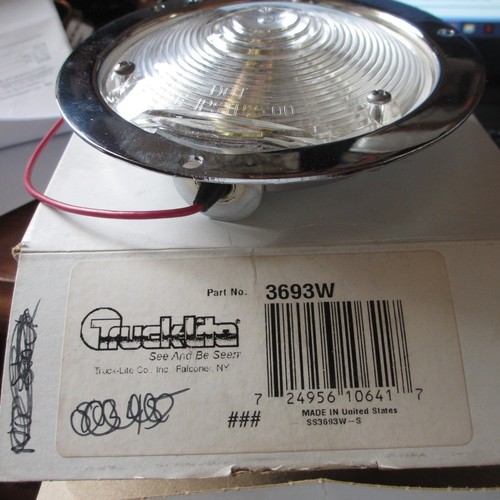 DOT
Part No. 3693W
Truck-Lite
See And Be Seen
Truck-Lite Co., Inc. Falconer, NY
7 24956 10641 7
### MADE IN United States
SS3693W-S